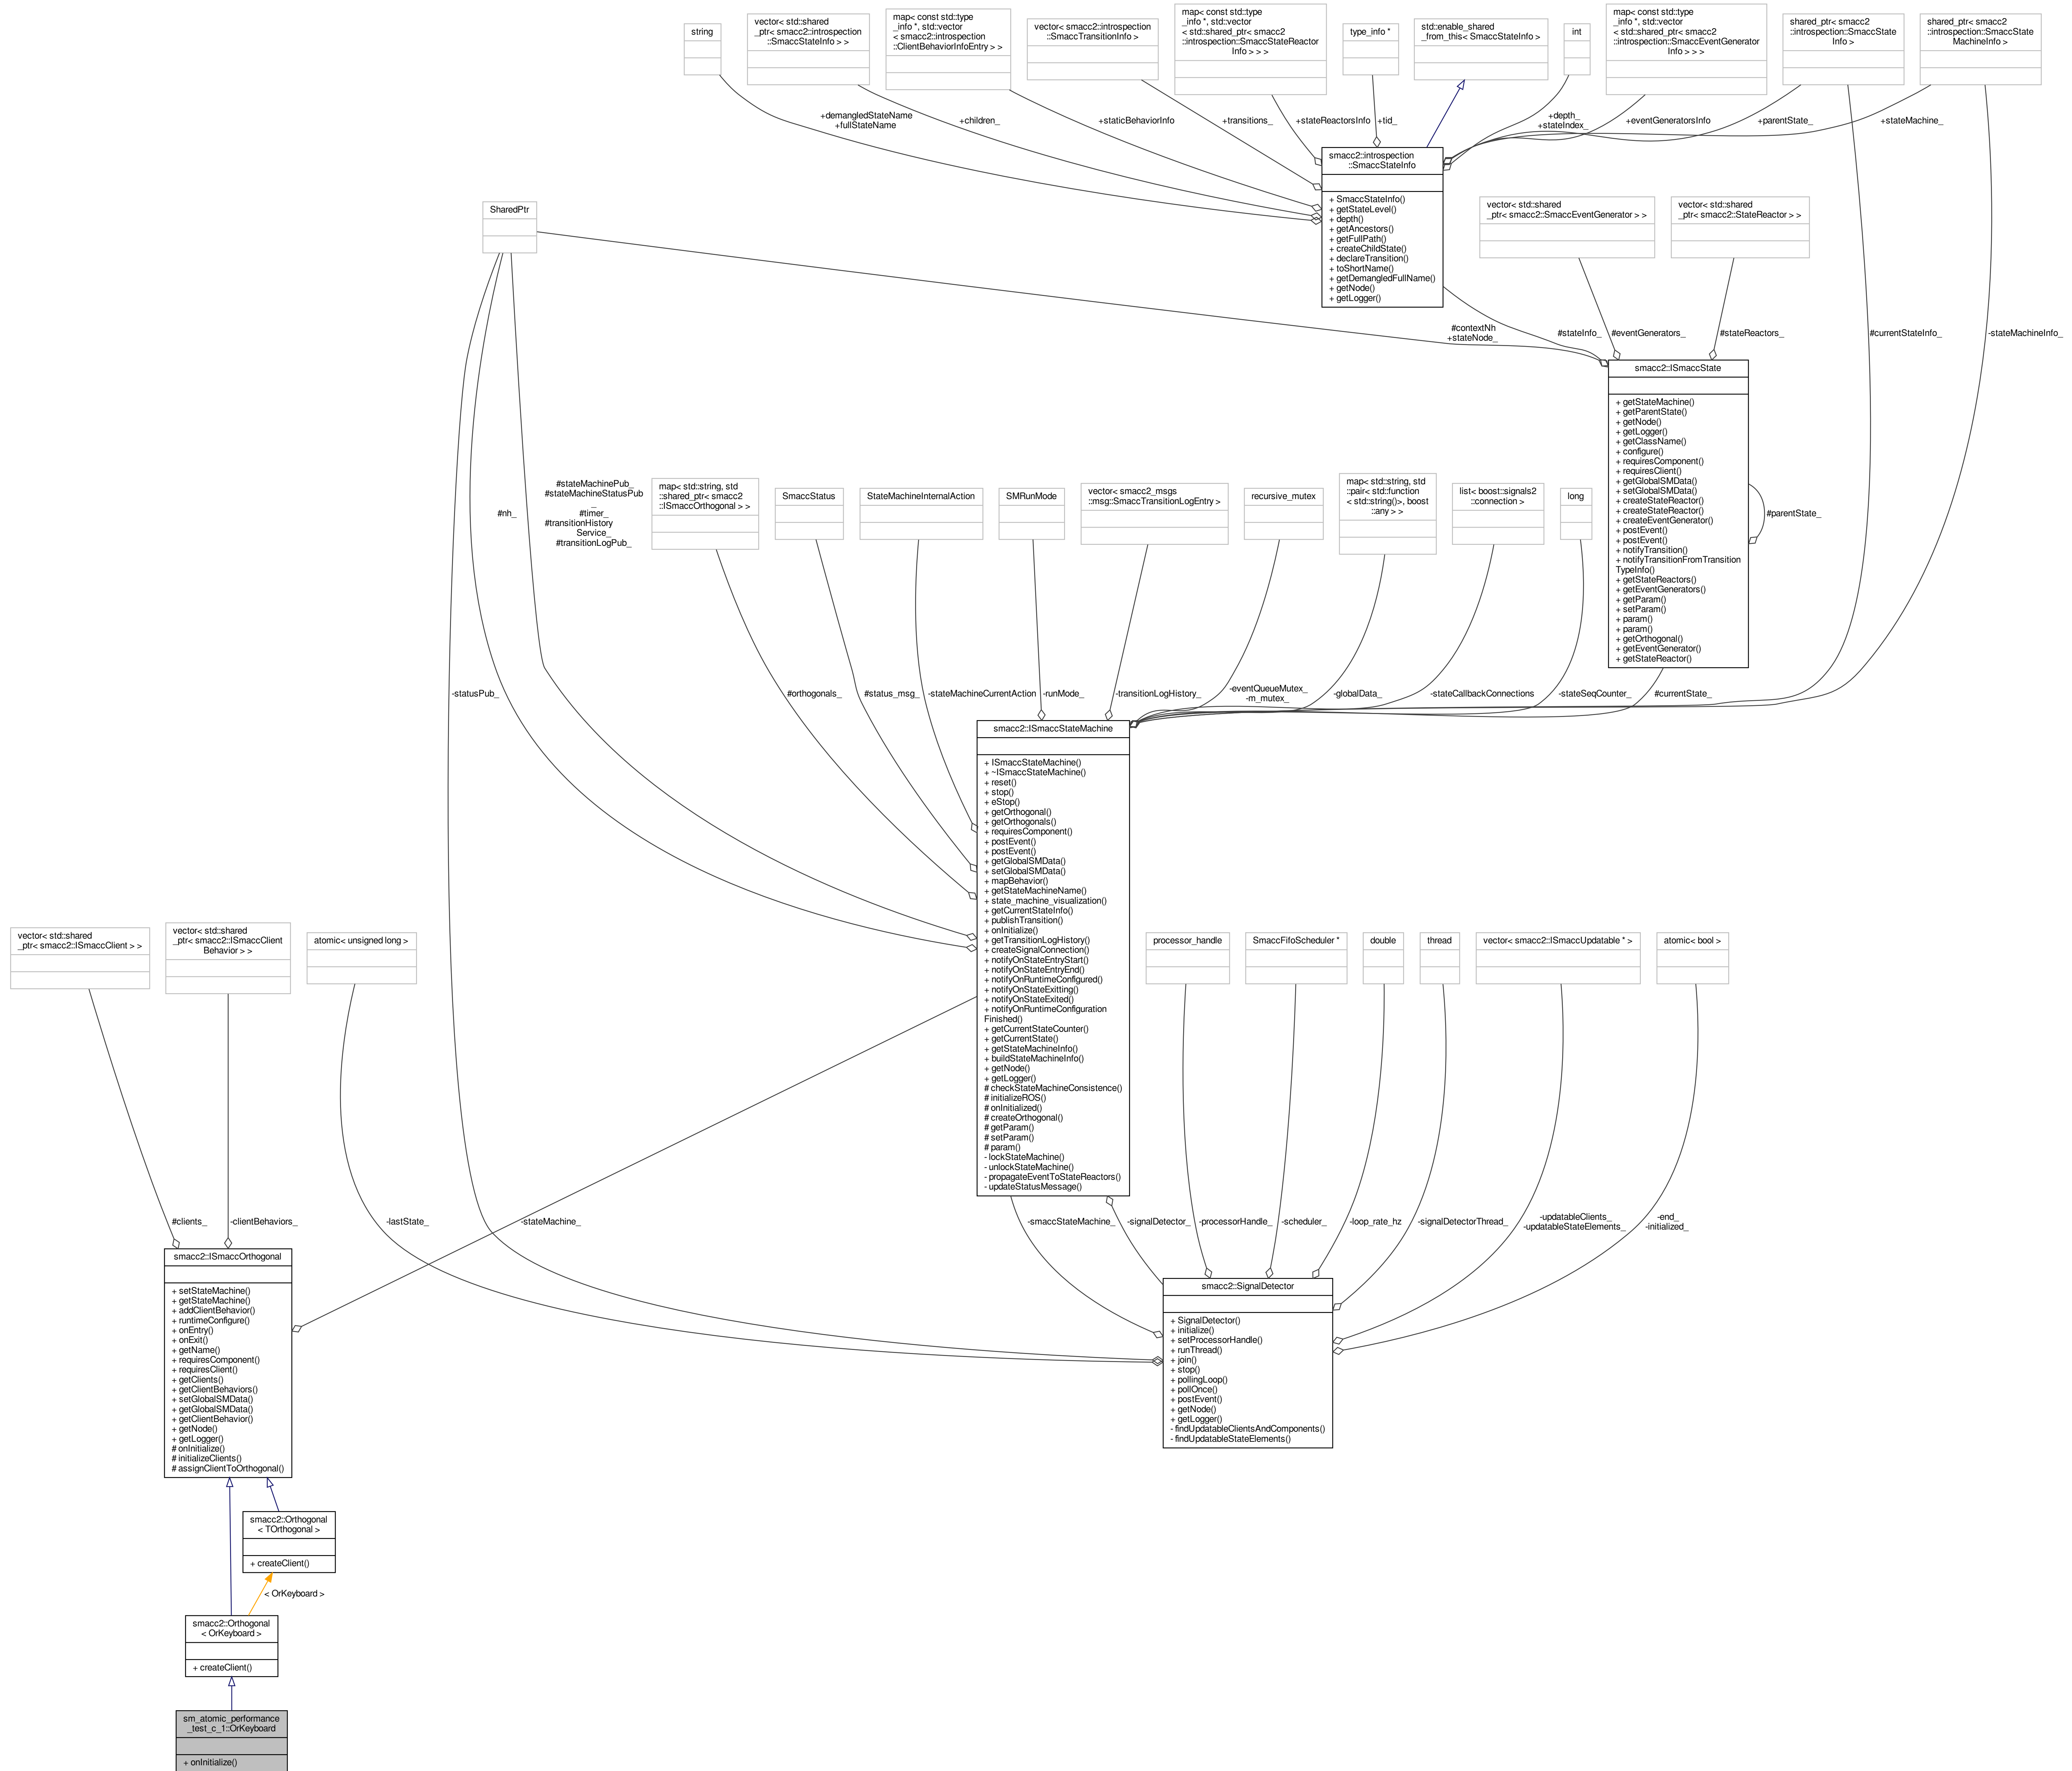 string
vector< std::shared
_ptr< smacc2::introspection
::SmaccStateInfo > >
map< const std::type
_info *, std::vector
< smacc2::introspection
::ClientBehaviorInfoEntry > >
vector< smacc2::introspection
::SmaccTransitionInfo >
map< const std::type
_info *, std::vector
< std::shared_ptr< smacc2
::introspection::SmaccStateReactor
Info > > >
type_info *
std::enable_shared
_from_this< SmaccStateInfo >
int
map< const std::type
_info *, std::vector
< std::shared_ptr< smacc2
::introspection::SmaccEventGenerator
Info > > >
shared_ptr< smacc2
::introspection::SmaccState
Info >
shared_ptr< smacc2
::introspection::SmaccState
MachineInfo >
+demangledStateName
+fullStateName
+children_
+staticBehaviorInfo
+transitions_
+stateReactorsInfo
+tid_
+depth_
+stateIndex_
+eventGeneratorsInfo
+parentState_
+stateMachine_
smacc2::introspection
::SmaccStateInfo
+ SmaccStateInfo()
+ getStateLevel()
+ depth()
+ getAncestors()
+ getFullPath()
+ createChildState()
+ declareTransition()
+ toShortName()
+ getDemangledFullName()
+ getNode()
+ getLogger()
SharedPtr
vector< std::shared
_ptr< smacc2::SmaccEventGenerator > >
vector< std::shared
_ptr< smacc2::StateReactor > >
#contextNh
+stateNode_
#stateInfo_
#eventGenerators_
#stateReactors_
#currentStateInfo_
-stateMachineInfo_
smacc2::ISmaccState
+ getStateMachine()
+ getParentState()
+ getNode()
+ getLogger()
+ getClassName()
+ configure()
+ requiresComponent()
+ requiresClient()
+ getGlobalSMData()
+ setGlobalSMData()
+ createStateReactor()
+ createStateReactor()
+ createEventGenerator()
+ postEvent()
+ postEvent()
+ notifyTransition()
+ notifyTransitionFromTransition
TypeInfo()
+ getStateReactors()
+ getEventGenerators()
+ getParam()
+ setParam()
+ param()
+ param()
+ getOrthogonal()
+ getEventGenerator()
+ getStateReactor()
#parentState_
#nh_
#stateMachinePub_
#stateMachineStatusPub
_
#timer_
#transitionHistory
Service_
#transitionLogPub_
map< std::string, std
::shared_ptr< smacc2
::ISmaccOrthogonal > >
SmaccStatus
StateMachineInternalAction
SMRunMode
vector< smacc2_msgs
::msg::SmaccTransitionLogEntry >
recursive_mutex
map< std::string, std
::pair< std::function
< std::string()>, boost
::any > >
list< boost::signals2
::connection >
long
-statusPub_
#orthogonals_
#status_msg_
-stateMachineCurrentAction
-runMode_
-transitionLogHistory_
-eventQueueMutex_
-m_mutex_
-globalData_
-stateCallbackConnections
-stateSeqCounter_
#currentState_
smacc2::ISmaccStateMachine
+ ISmaccStateMachine()
+ ~ISmaccStateMachine()
+ reset()
+ stop()
+ eStop()
+ getOrthogonal()
+ getOrthogonals()
+ requiresComponent()
+ postEvent()
+ postEvent()
+ getGlobalSMData()
+ setGlobalSMData()
+ mapBehavior()
+ getStateMachineName()
+ state_machine_visualization()
+ getCurrentStateInfo()
+ publishTransition()
+ onInitialize()
+ getTransitionLogHistory()
+ createSignalConnection()
+ notifyOnStateEntryStart()
+ notifyOnStateEntryEnd()
+ notifyOnRuntimeConfigured()
+ notifyOnStateExitting()
+ notifyOnStateExited()
+ notifyOnRuntimeConfiguration
Finished()
+ getCurrentStateCounter()
+ getCurrentState()
+ getStateMachineInfo()
+ buildStateMachineInfo()
+ getNode()
+ getLogger()
# checkStateMachineConsistence()
# initializeROS()
# onInitialized()
# createOrthogonal()
# getParam()
# setParam()
# param()
- lockStateMachine()
- unlockStateMachine()
- propagateEventToStateReactors()
- updateStatusMessage()
vector< std::shared
_ptr< smacc2::ISmaccClient > >
vector< std::shared
_ptr< smacc2::ISmaccClient
Behavior > >
atomic< unsigned long >
processor_handle
SmaccFifoScheduler *
double
thread
vector< smacc2::ISmaccUpdatable * >
atomic< bool >
#clients_
-clientBehaviors_
-lastState_
-stateMachine_
-smaccStateMachine_
-signalDetector_
-processorHandle_
-scheduler_
-loop_rate_hz
-signalDetectorThread_
-updatableClients_
-updatableStateElements_
-end_
-initialized_
smacc2::ISmaccOrthogonal
+ setStateMachine()
+ getStateMachine()
+ addClientBehavior()
+ runtimeConfigure()
+ onEntry()
+ onExit()
+ getName()
+ requiresComponent()
+ requiresClient()
+ getClients()
+ getClientBehaviors()
+ setGlobalSMData()
+ getGlobalSMData()
+ getClientBehavior()
+ getNode()
+ getLogger()
# onInitialize()
# initializeClients()
# assignClientToOrthogonal()
smacc2::SignalDetector
+ SignalDetector()
+ initialize()
+ setProcessorHandle()
+ runThread()
+ join()
+ stop()
+ pollingLoop()
+ pollOnce()
+ postEvent()
+ getNode()
+ getLogger()
- findUpdatableClientsAndComponents()
- findUpdatableStateElements()
smacc2::Orthogonal
< TOrthogonal >
+ createClient()
< OrKeyboard >
smacc2::Orthogonal
< OrKeyboard >
+ createClient()
sm_atomic_performance
_test_c_1::OrKeyboard
+ onInitialize()